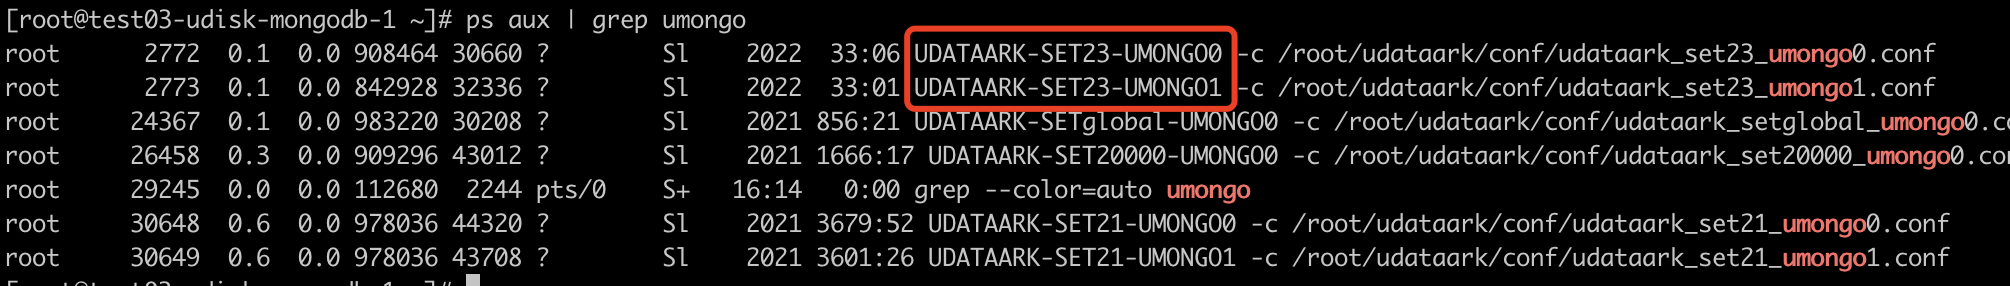 [root@test03-udisk-mongodb-1 ~]# ps aux | grep umongo
root 2772 0.1 0.0 908464 30660 ? Sl 2022 33:06 UDATAARK-SET23-UMONGO0 -c /root/udataark/conf/udataark_set23_umongo0.conf
root 2773 0.1 0.0 842928 32336 ? Sl 2022 33:01 UDATAARK-SET23-UMONGO1 -c /root/udataark/conf/udataark_set23_umongo1.conf
root 24367 0.1 0.0 983220 30208 ? Sl 2021 856:21 UDATAARK-SETglobal-UMONGO0 -c /root/udataark/conf/udataark_setglobal_umongo0.co
root 26458 0.3 0.0 909296 43012 ? Sl 2021 1666:17 UDATAARK-SET20000-UMONGO0 -c /root/udataark/conf/udataark_set20000_umongo0.con
root 29245 0.0 0.0 112680 2244 pts/0 S+ 16:14 0:00 grep --color=auto umongo
root 30648 0.6 0.0 978036 44320 ? Sl 2021 3679:52 UDATAARK-SET21-UMONGO0 -c /root/udataark/conf/udataark_set21_umongo0.conf
root 30649 0.6 0.0 978036 43708 ? Sl 2021 3601:26 UDATAARK-SET21-UMONGO1 -c /root/udataark/conf/udataark_set21_umongo1.conf
[root@test03-udisk-mongodb-1 ~]#